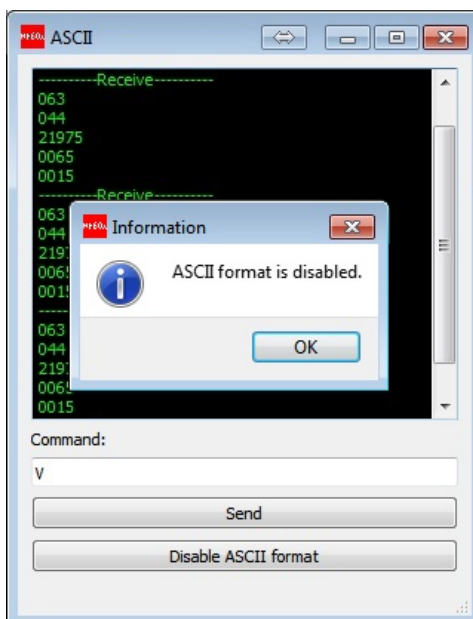 ASCII
----------Receive----------
063
044
21975
0065
0015
----------Receive----------
063
044
0015
063
044
0015
Information
ASCII format is disabled.
OK
Command:
V
Send
Disable ASCII format